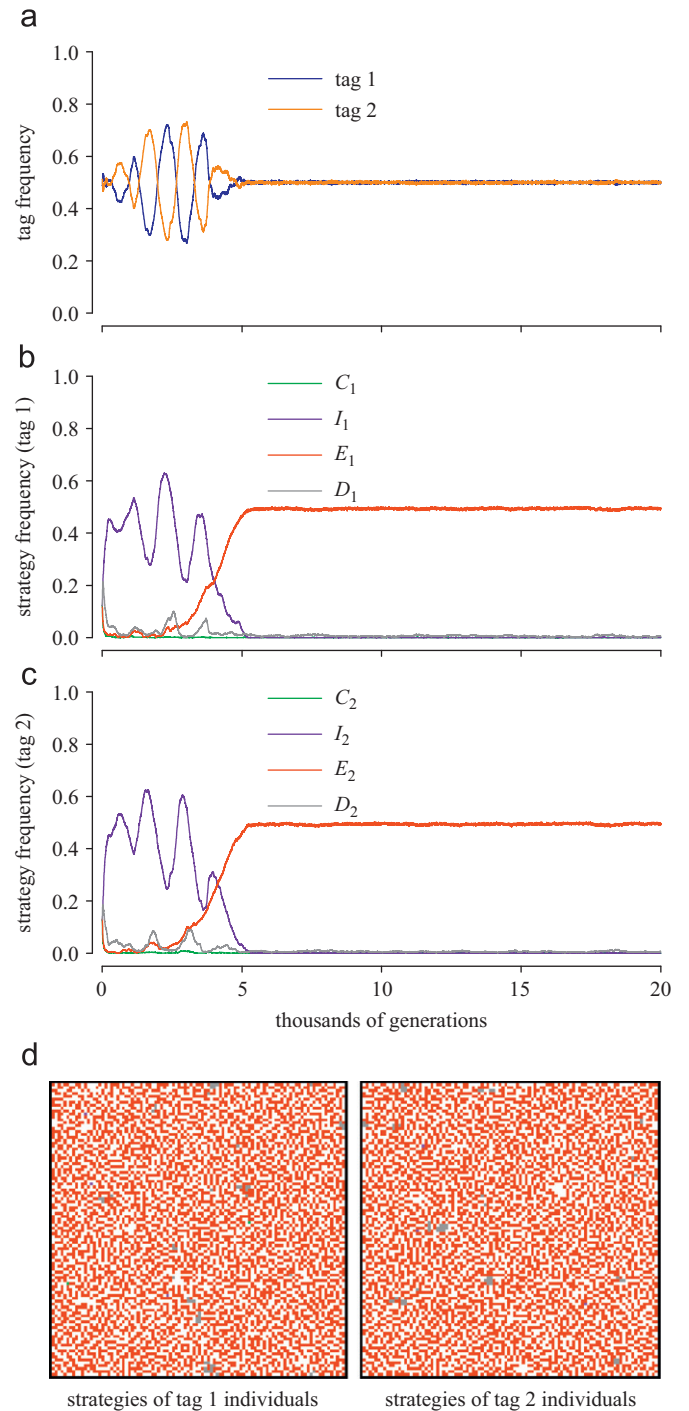 a
1.0
0.8
0.6
0.4
0.2
0.0
tag frequency
tag 1
tag 2
b
1.0
0.8
0.6
0.4
0.2
0.0
strategy frequency (tag 1)
C1
I1
E1
D1
c
1.0
0.8
0.6
0.4
0.2
0.0
strategy frequency (tag 2)
C2
I2
E2
D2
0 5 10 15 20
thousands of generations
d
strategies of tag 1 individuals
strategies of tag 2 individuals